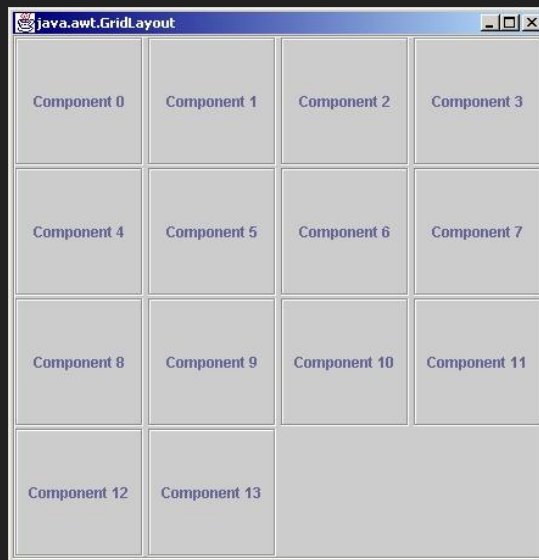 java.awt.GridLayout
Component 0 Component 1 Component 2 Component 3
Component 4 Component 5 Component 6 Component 7
Component 8 Component 9 Component 10 Component 11
Component 12 Component 13